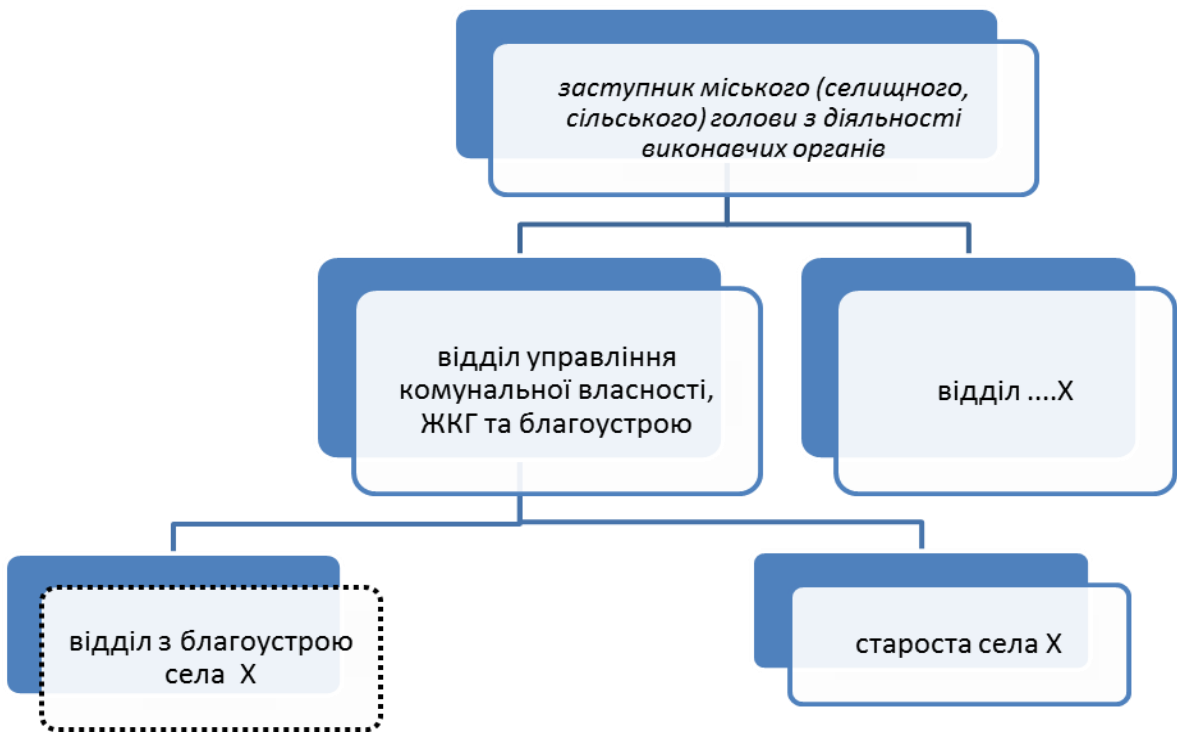 заступник міського (селищного,
сільського) голови з діяльності
виконавчих органів
відділ управління
комунальної власності,
ЖКГ та благоустрою
відділ ....Х
відділ з благоустрою
села Х
староста села Х